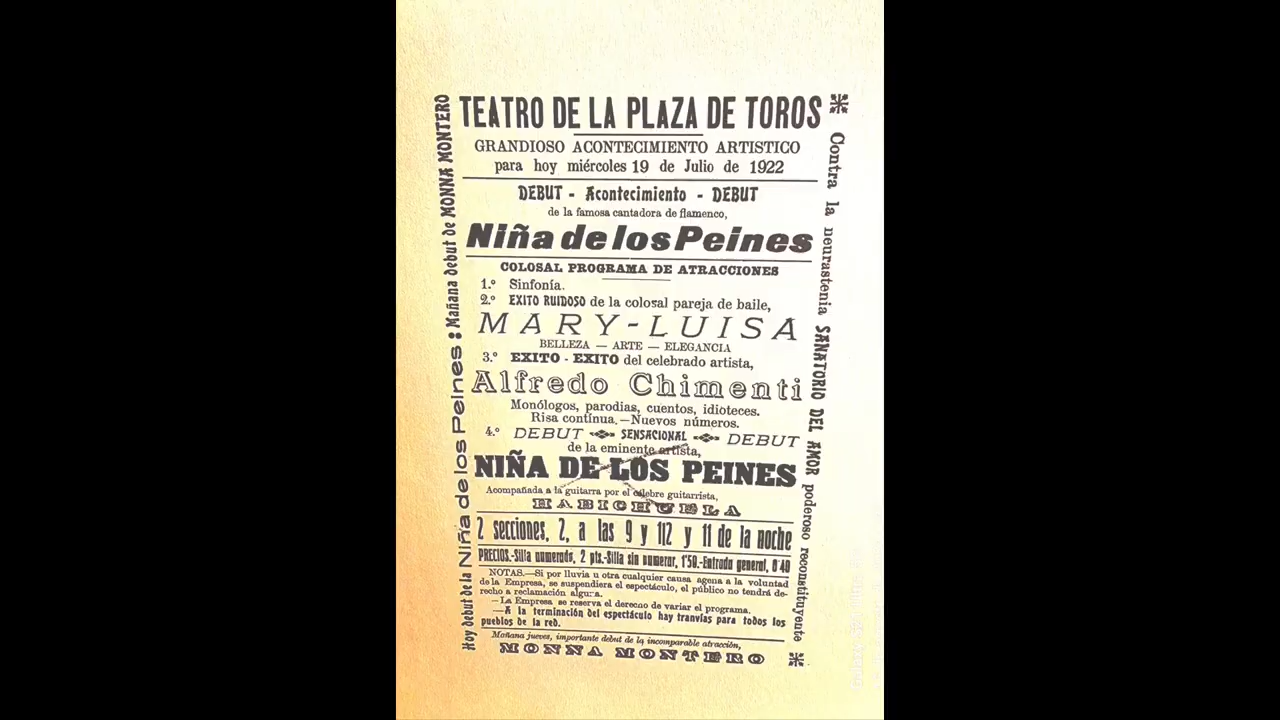 TEATRO DE LA PLAZA DE TOROS
GRANDIOSO ACONTECIMIENTO ARTISTICO
para hoy miércoles 19 de Julio de 1922
DEBUT - Acontecimiento - DEBUT
de la famosa cantadora de flamenco,
Niña de los Peines
COLOSAL PROGRAMA DE ATRACCIONES
1.º Sinfonía.
2.º EXITO RUIDOSO de la colosal pareja de baile,
MARY-LUISA
BELLEZA — ARTE — ELEGANCIA
3.º EXITO - EXITO del celebrado artista,
Alfredo Chimenti
Monólogos, parodias, cuentos, idioteces.
Risa contínua.—Nuevos números.
4.º DEBUT SENSACIONAL DEBUT
de la eminente artista,
NIÑA DE LOS PEINES
Acompañada a la guitarra por el célebre guitarrista,
HABICHUELA
2 secciones, 2, a las 9 y 1|2 y 11 de la noche
PRECIOS.-Silla numerada, 2 pts.-Silla sin numerar, 1'50.-Entrada general, 0'40
NOTAS.—Si por lluvia u otra cualquier causa agena a la voluntad
de la Empresa, se suspendiera el espectáculo, el público no tendrá de-
recho a reclamación alguna.
—La Empresa se reserva el derecho de variar el programa.
—A la terminación del espectáculo hay tranvías para todos los
pueblos de la red.
Mañana jueves, importante debut de la incomparable atracción,
MONNA MONTERO
Hoy debut de la Niña de los Peines : Mañana debut de MONNA MONTERO
Contra la neurastenia SANATORIO DEL AMOR poderoso reconstituyente